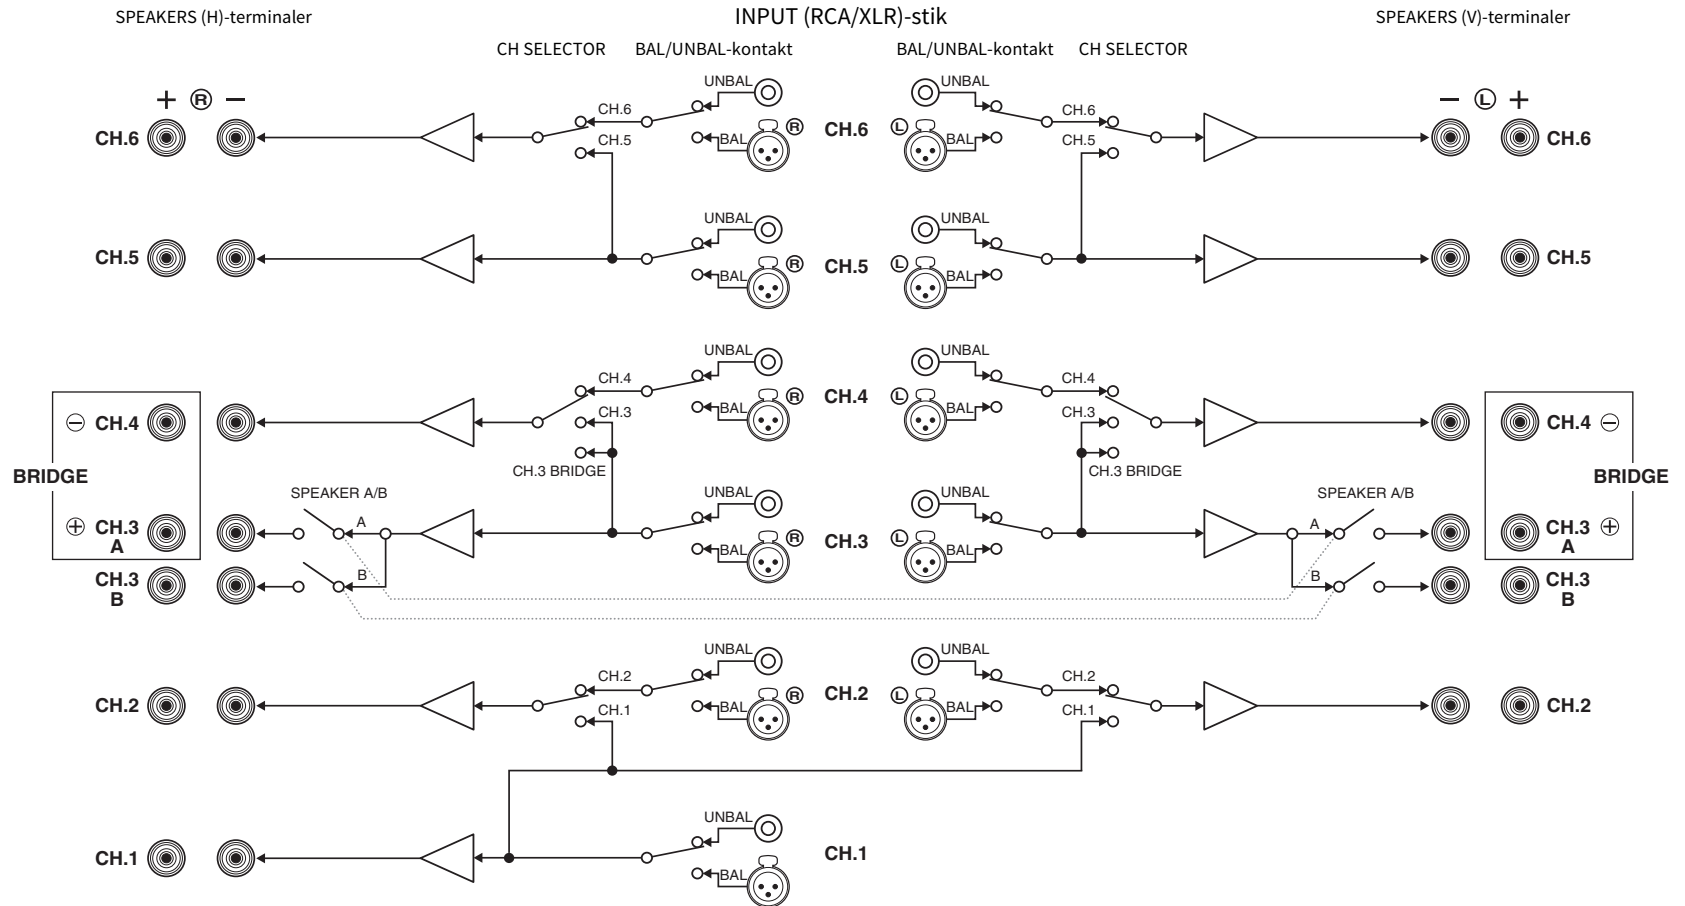 SPEAKERS (H)-terminaler
INPUT (RCA/XLR)-stik
SPEAKERS (V)-terminaler
CH SELECTOR
BAL/UNBAL-kontakt
BAL/UNBAL-kontakt
CH SELECTOR
+ Ⓡ −
− Ⓛ +
UNBAL
UNBAL
CH.6
CH.6
CH.6
Ⓡ
CH.6
Ⓛ
CH.6
CH.5
BAL
BAL
CH.5
UNBAL
UNBAL
CH.5
Ⓡ
CH.5
Ⓛ
CH.5
BAL
BAL
UNBAL
UNBAL
CH.4
CH.4
⊖ CH.4
CH.3
BAL
Ⓡ
CH.4
Ⓛ
BAL
CH.3
CH.4 ⊖
BRIDGE
CH.3 BRIDGE
CH.3 BRIDGE
BRIDGE
SPEAKER A/B
UNBAL
UNBAL
SPEAKER A/B
⊕ CH.3
A
A
Ⓡ
CH.3
Ⓛ
A
CH.3 ⊕
A
BAL
BAL
CH.3
B
B
B
CH.3
B
UNBAL
UNBAL
CH.2
CH.2
CH.2
CH.1
BAL
Ⓡ
CH.2
Ⓛ
BAL
CH.1
CH.2
UNBAL
CH.1
CH.1
BAL